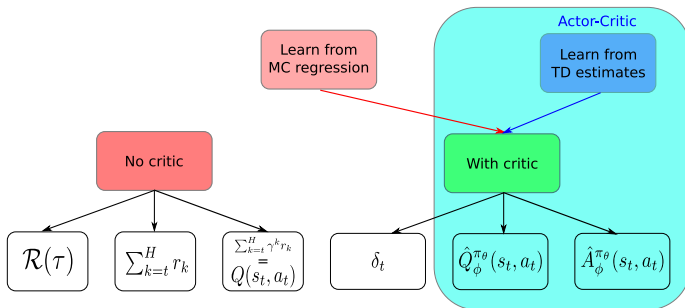 Actor-Critic
Learn from
MC regression
Learn from
TD estimates
No critic
With critic
$\mathcal{R}(\tau)$
$\sum_{k=t}^{H} r_k$
$\sum_{k=t}^{H} \gamma^k r_k$
$=$
$Q(s_t, a_t)$
$\delta_t$
$\hat{Q}_{\phi}^{\pi_\theta}(s_t, a_t)$
$\hat{A}_{\phi}^{\pi_\theta}(s_t, a_t)$